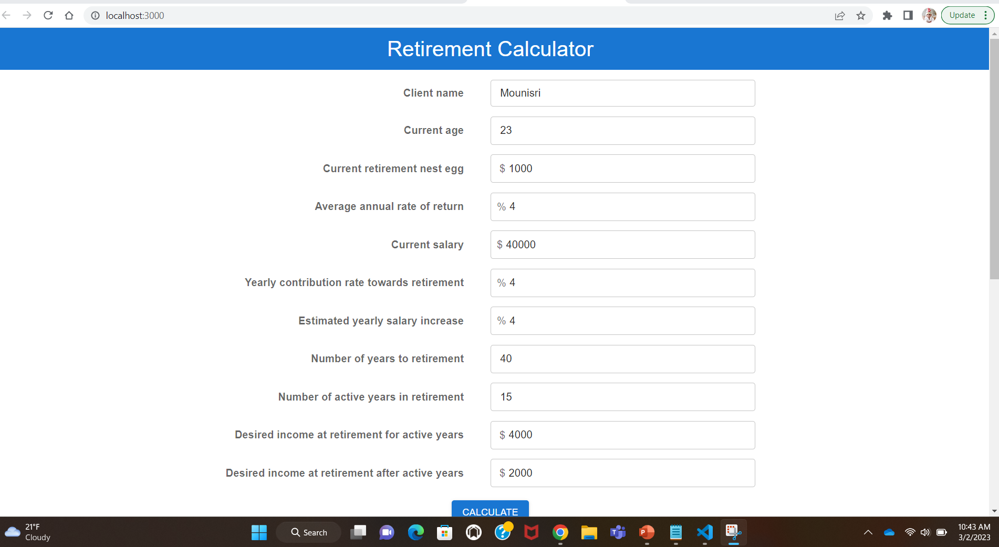 localhost:3000
Update
Retirement Calculator
Client name Mounisri
Current age 23
Current retirement nest egg $ 1000
Average annual rate of return % 4
Current salary $ 40000
Yearly contribution rate towards retirement % 4
Estimated yearly salary increase % 4
Number of years to retirement 40
Number of active years in retirement 15
Desired income at retirement for active years $ 4000
Desired income at retirement after active years $ 2000
CALCULATE
21°F
Cloudy
Search
10:43 AM
3/2/2023